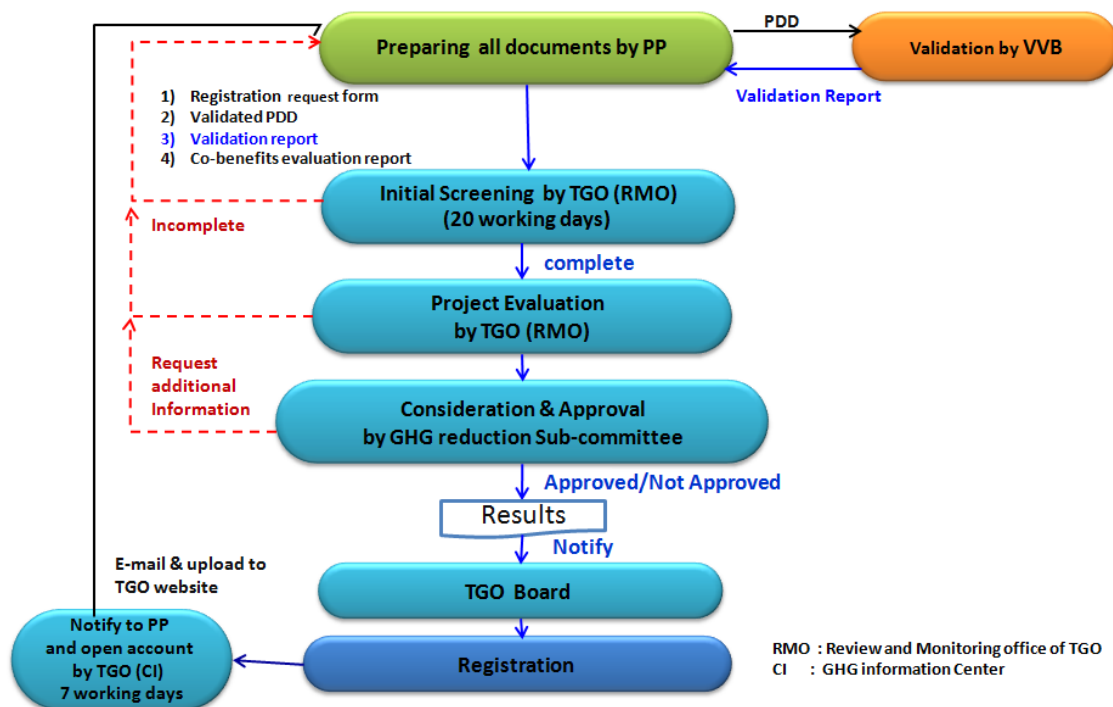 Preparing all documents by PP
PDD
Validation by VVB
Validation Report
1) Registration request form
2) Validated PDD
3) Validation report
4) Co-benefits evaluation report
Initial Screening by TGO (RMO)
(20 working days)
Incomplete
complete
Project Evaluation
by TGO (RMO)
Request
additional
Information
Consideration & Approval
by GHG reduction Sub-committee
Approved/Not Approved
Results
Notify
E-mail & upload to
TGO website
TGO Board
Notify to PP
and open account
by TGO (CI)
7 working days
Registration
RMO : Review and Monitoring office of TGO
CI : GHG information Center